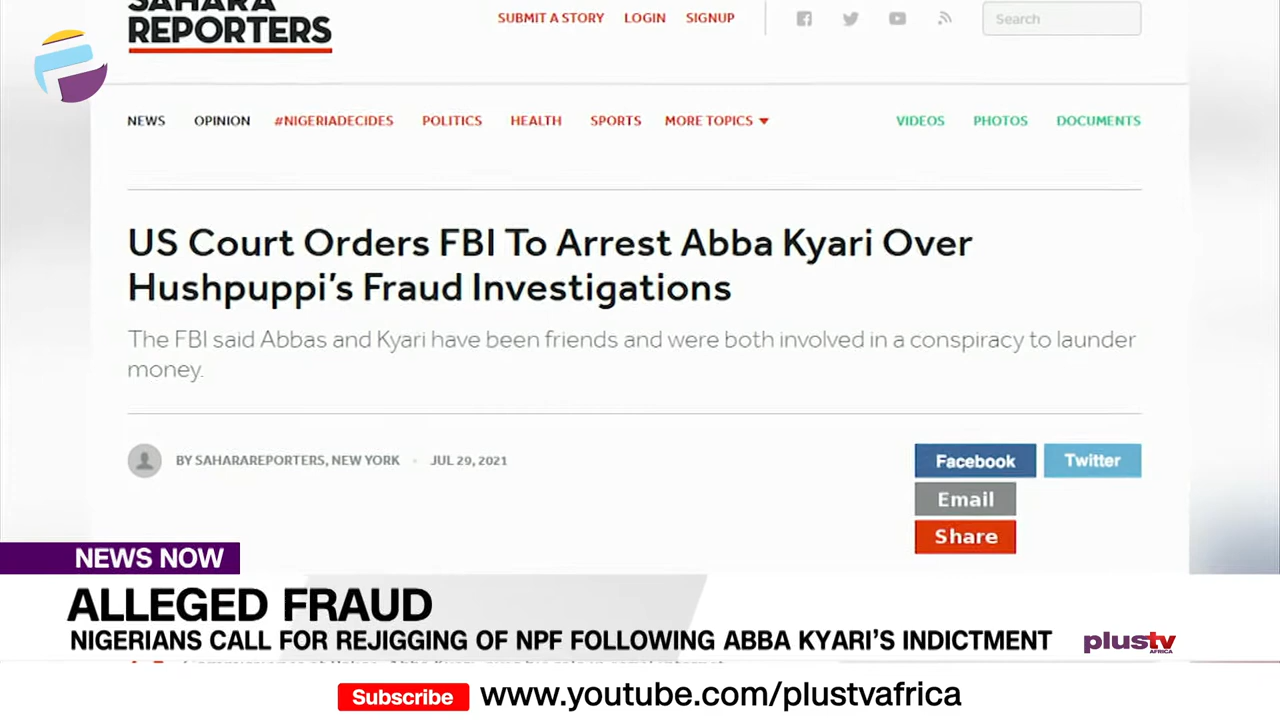 SAHARA
REPORTERS
SUBMIT A STORY LOGIN SIGNUP
Search
NEWS OPINION #NIGERIADECIDES POLITICS HEALTH SPORTS MORE TOPICS VIDEOS PHOTOS DOCUMENTS
US Court Orders FBI To Arrest Abba Kyari Over
Hushpuppi's Fraud Investigations
The FBI said Abbas and Kyari have been friends and were both involved in a conspiracy to launder
money.
BY SAHARAREPORTERS, NEW YORK • JUL 29, 2021
Facebook Twitter
Email
Share
NEWS NOW
ALLEGED FRAUD
NIGERIANS CALL FOR REJIGGING OF NPF FOLLOWING ABBA KYARI'S INDICTMENT
plustv
AFRICA
Subscribe www.youtube.com/plustvafrica